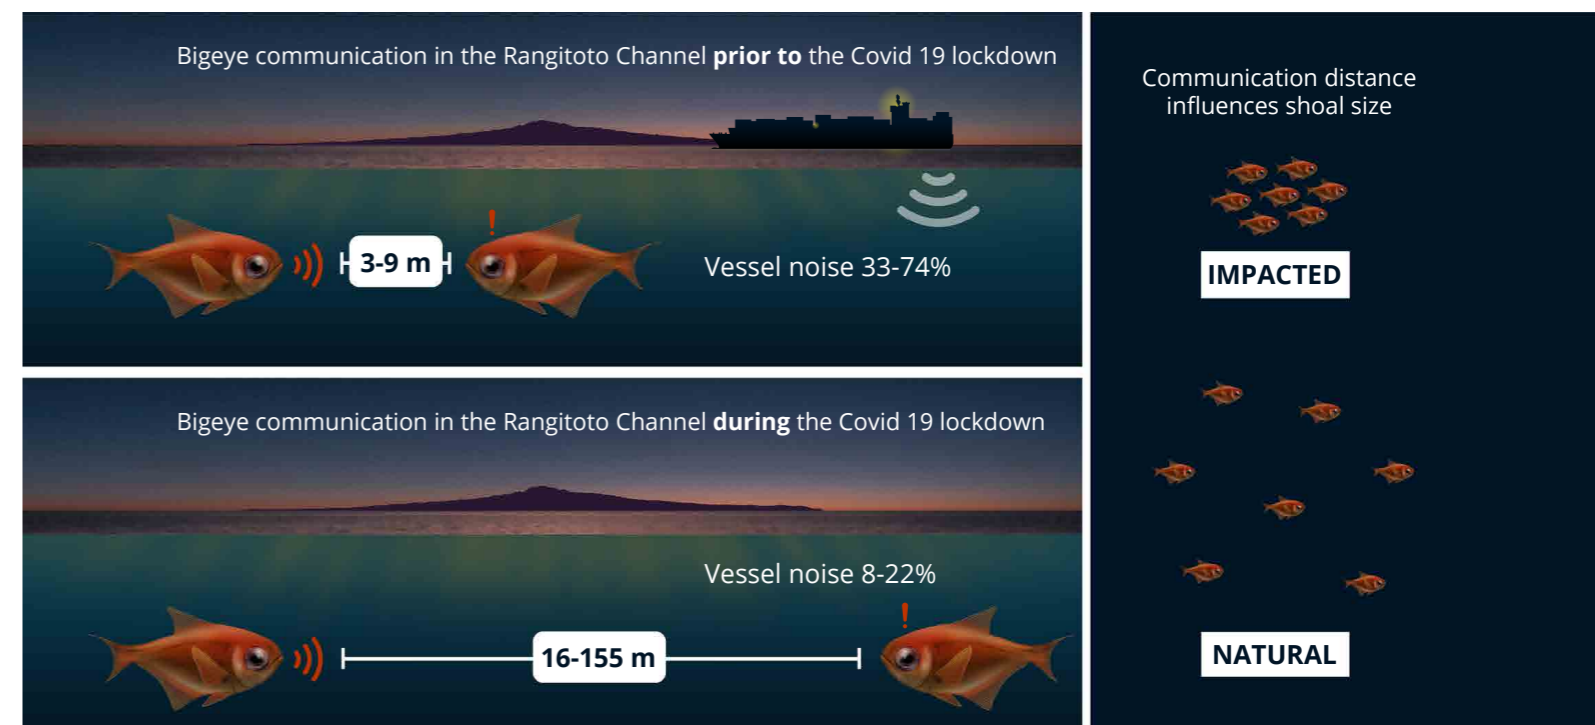 Bigeye communication in the Rangitoto Channel prior to the Covid 19 lockdown
3-9 m
Vessel noise 33-74%
Bigeye communication in the Rangitoto Channel during the Covid 19 lockdown
Vessel noise 8-22%
16-155 m
Communication distance
influences shoal size
IMPACTED
NATURAL